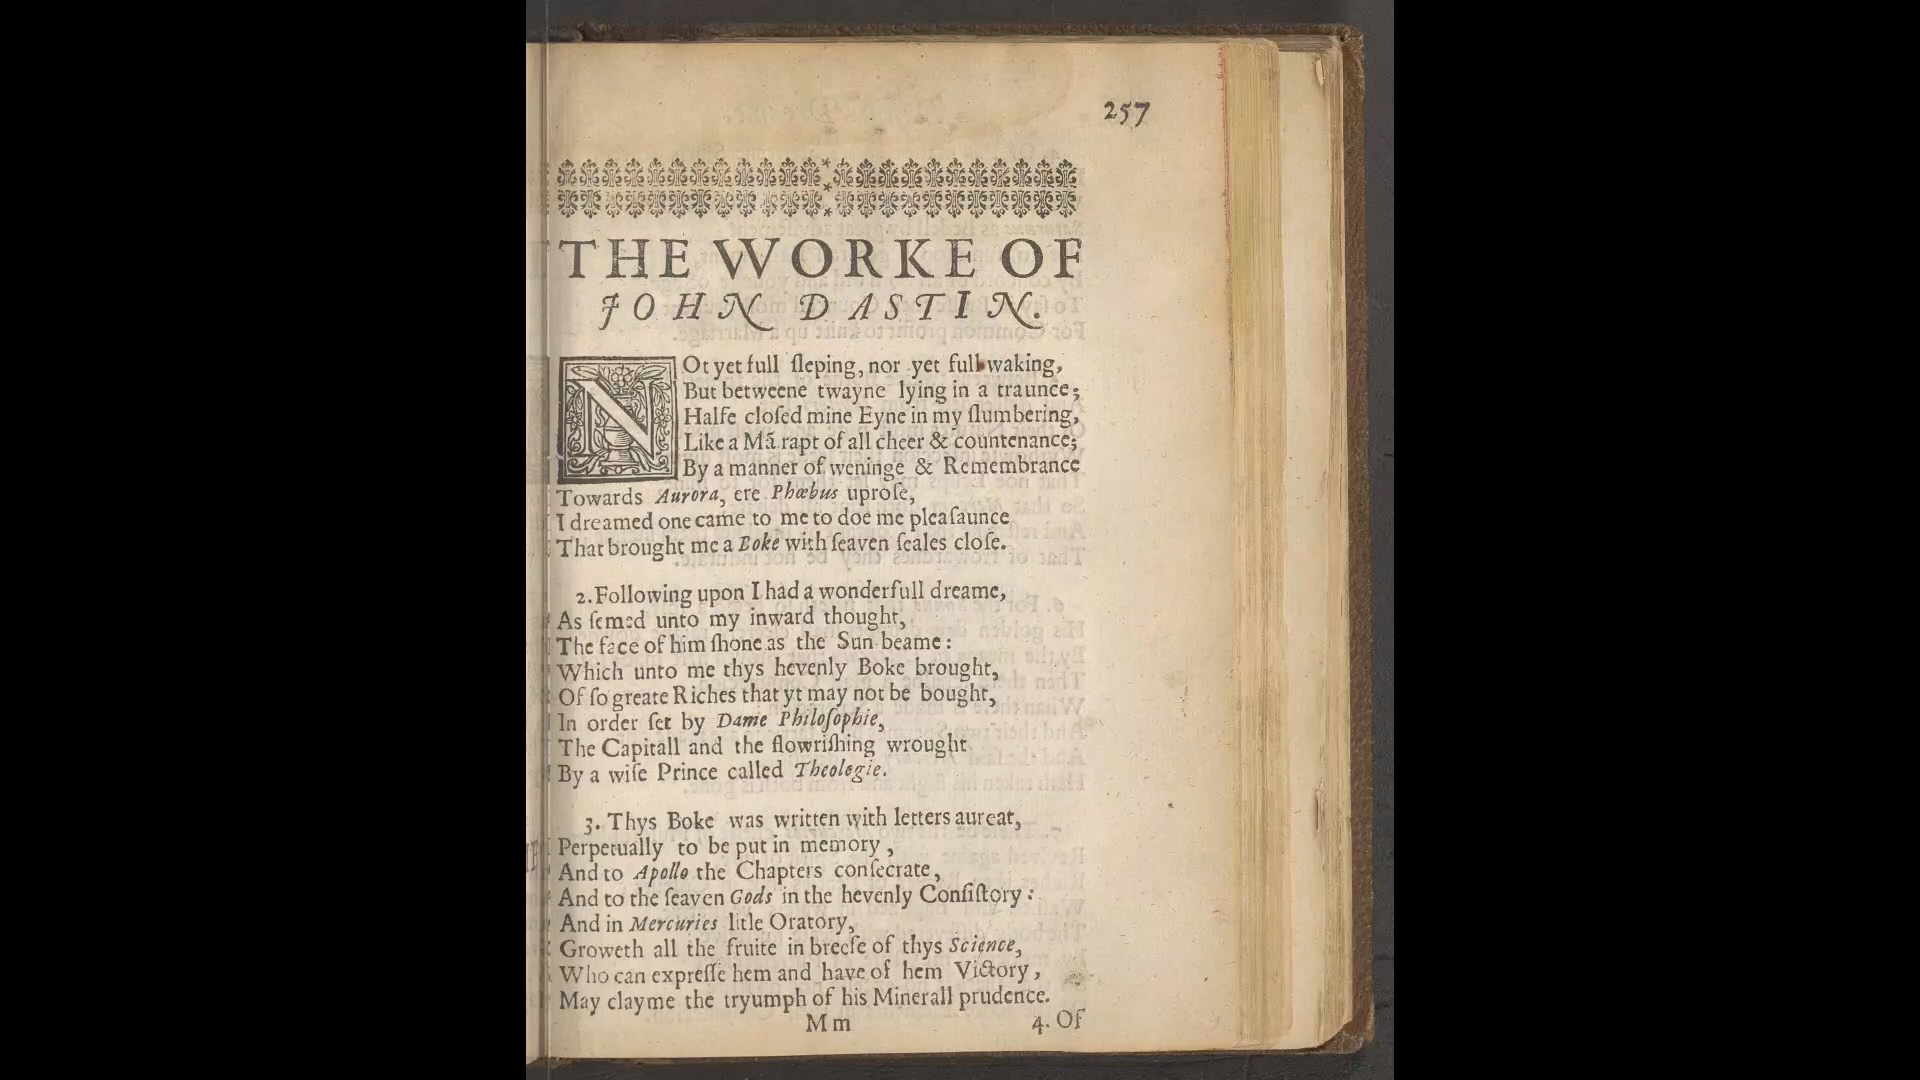 257
THE WORKE OF
JOHN DASTIN.
NOt yet full ſleping, nor yet full waking,
But betweene twayne lying in a traunce;
Halfe cloſed mine Eyne in my ſlumbering,
Like a Mã rapt of all cheer & countenance;
By a manner of weninge & Remembrance
Towards Aurora, ere Phœbus uproſe,
I dreamed one came to me to doe me pleaſaunce
That brought me a Boke with ſeaven ſeales cloſe.
2. Following upon I had a wonderfull dreame,
As ſemed unto my inward thought,
The face of him ſhone as the Sun-beame:
Which unto me thys hevenly Boke brought,
Of ſo greate Riches that yt may not be bought,
In order ſet by Dame Philoſophie,
The Capitall and the flowriſhing wrought
By a wiſe Prince called Theologie.
3. Thys Boke was written with letters aureat,
Perpetually to be put in memory,
And to Apollo the Chapters conſecrate,
And to the ſeaven Gods in the hevenly Conſiſtory:
And in Mercuries litle Oratory,
Groweth all the fruite in breeſe of thys Science,
Who can expreſſe hem and have of hem Victory,
May clayme the tryumph of his Minerall prudence.
Mm 4. Of